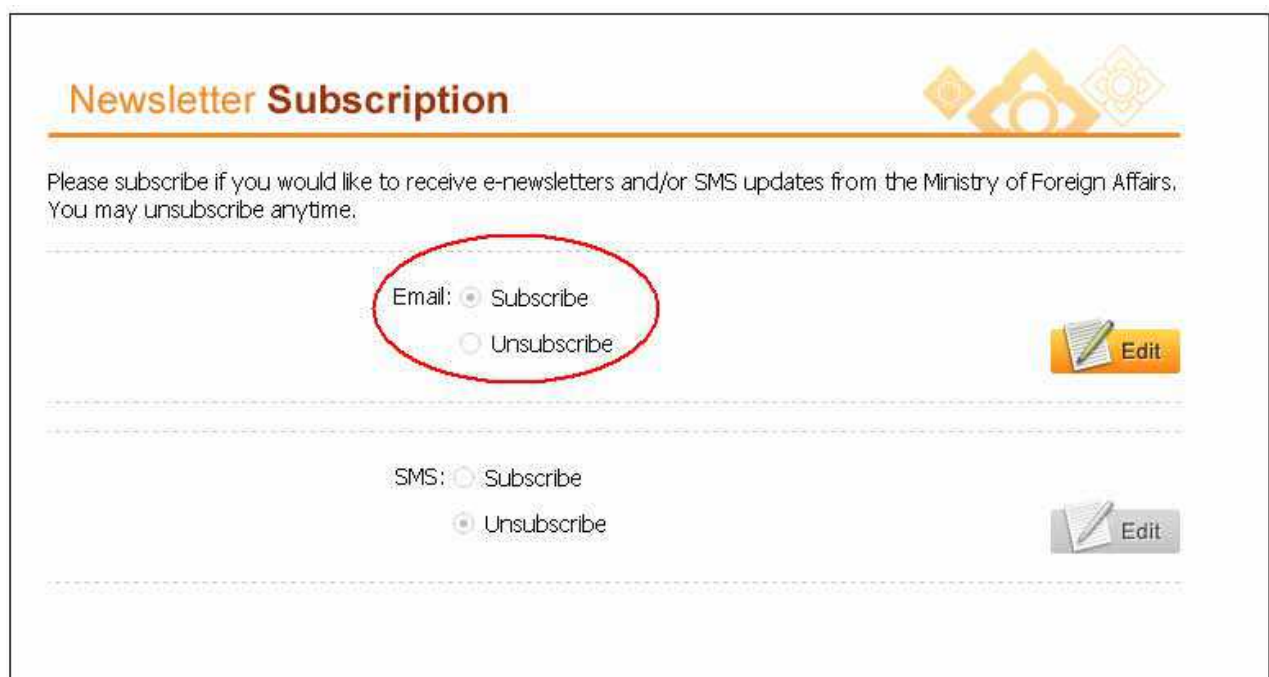 Newsletter Subscription
Please subscribe if you would like to receive e-newsletters and/or SMS updates from the Ministry of Foreign Affairs.
You may unsubscribe anytime.
Email: Subscribe
Unsubscribe
Edit
SMS: Subscribe
Unsubscribe
Edit